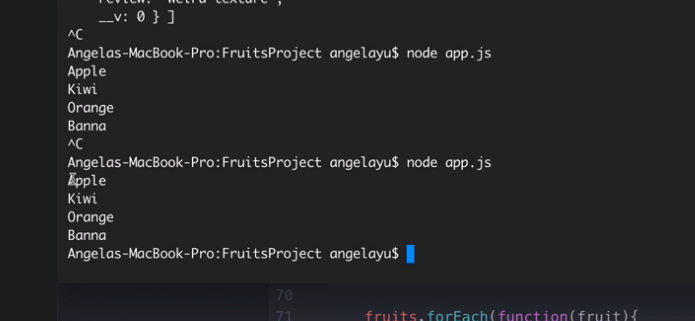 review: "Weird texture",
__v: 0 } ]
^C
Angelas-MacBook-Pro:FruitsProject angelayu$ node app.js
Apple
Kiwi
Orange
Banna
^C
Angelas-MacBook-Pro:FruitsProject angelayu$ node app.js
Apple
Kiwi
Orange
Banna
Angelas-MacBook-Pro:FruitsProject angelayu$
70
71 fruits.forEach(function(fruit){